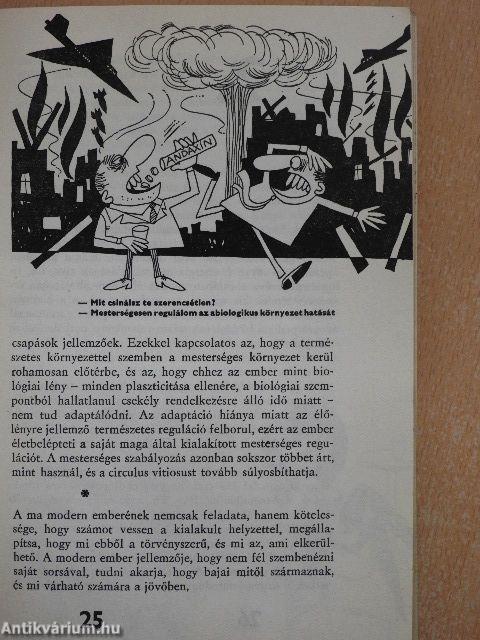 ANDAXIN
— Mit csinálsz te szerencsétlen?
— Mesterségesen regulálom az abiologikus környezet hatását
csapások jellemzőek. Ezekkel kapcsolatos az, hogy a termé-
szetes környezettel szemben a mesterséges környezet kerül
rohamosan előtérbe, és az, hogy ehhez az ember mint bio-
lógiai lény – minden plaszticitása ellenére, a biológiai szem-
pontból hallatlanul csekély rendelkezésre álló idő miatt –
nem tud adaptálódni. Az adaptáció hiánya miatt az élő-
lényre jellemző természetes reguláció felborul, ezért az ember
életbelépteti a saját maga által kialakított mesterséges regu-
lációt. A mesterséges szabályozás azonban sokszor többet árt,
mint használ, és a circulus vitiosust tovább súlyosbíthatja.
*
A ma modern emberének nemcsak feladata, hanem köteles-
sége, hogy számot vessen a kialakult helyzettel, megálla-
pítsa, hogy mi ebből a törvényszerű, és mi az, ami elkerül-
hető. A modern ember jellemzője, hogy nem fél szembenézni
saját sorsával, tudni akarja, hogy bajai mitől származnak,
és mi várható számára a jövőben,
25
Antikvárium.hu